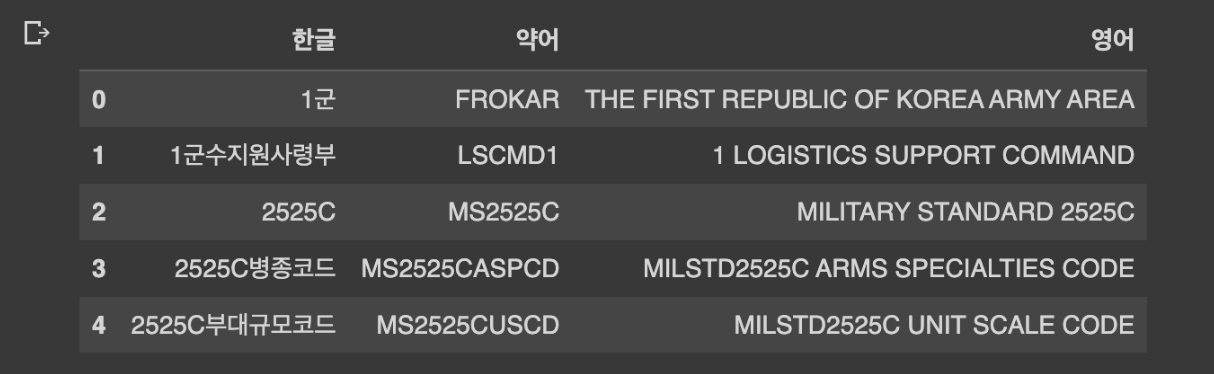 한글 약어 영어
0 1군 FROKAR THE FIRST REPUBLIC OF KOREA ARMY AREA
1 1군수지원사령부 LSCMD1 1 LOGISTICS SUPPORT COMMAND
2 2525C MS2525C MILITARY STANDARD 2525C
3 2525C병종코드 MS2525CASPCD MILSTD2525C ARMS SPECIALTIES CODE
4 2525C부대규모코드 MS2525CUSCD MILSTD2525C UNIT SCALE CODE